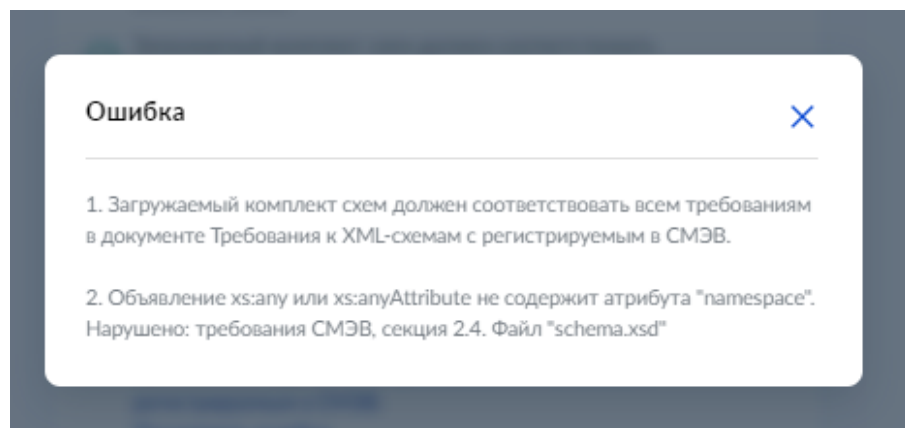 Ошибка
1. Загружаемый комплект схем должен соответствовать всем требованиям
в документе Требования к XML-схемам с регистрируемым в СМЭВ.
2. Объявление xs:any или xs:anyAttribute не содержит атрибута "namespace".
Нарушено: требования СМЭВ, секция 2.4. Файл "schema.xsd"